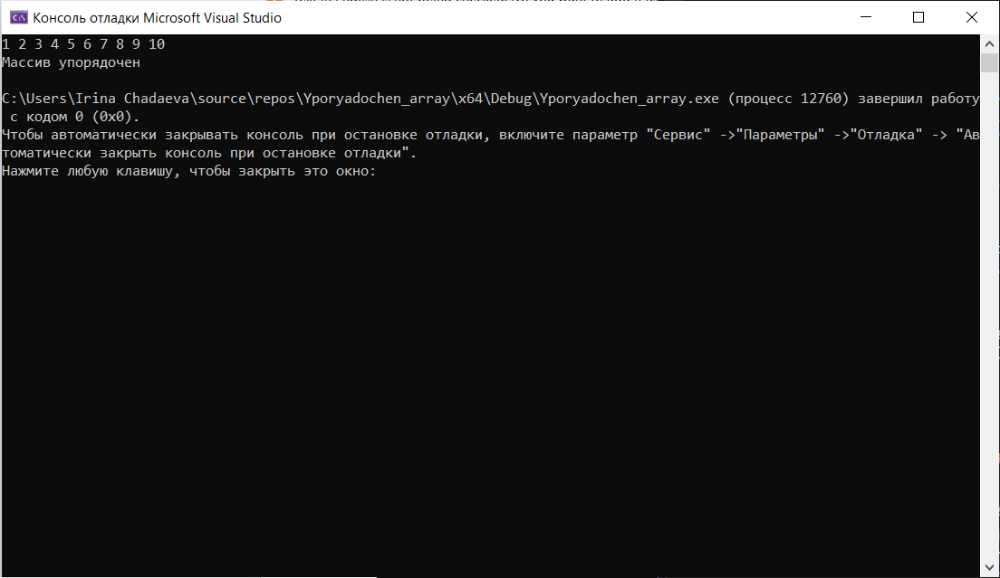 Консоль отладки Microsoft Visual Studio
1 2 3 4 5 6 7 8 9 10
Массив упорядочен
C:\Users\Irina Chadaeva\source\repos\Yporyadochen_array\x64\Debug\Yporyadochen_array.exe (процесс 12760) завершил работу
с кодом 0 (0x0).
Чтобы автоматически закрывать консоль при остановке отладки, включите параметр "Сервис" ->"Параметры" ->"Отладка" -> "Ав
томатически закрыть консоль при остановке отладки".
Нажмите любую клавишу, чтобы закрыть это окно: